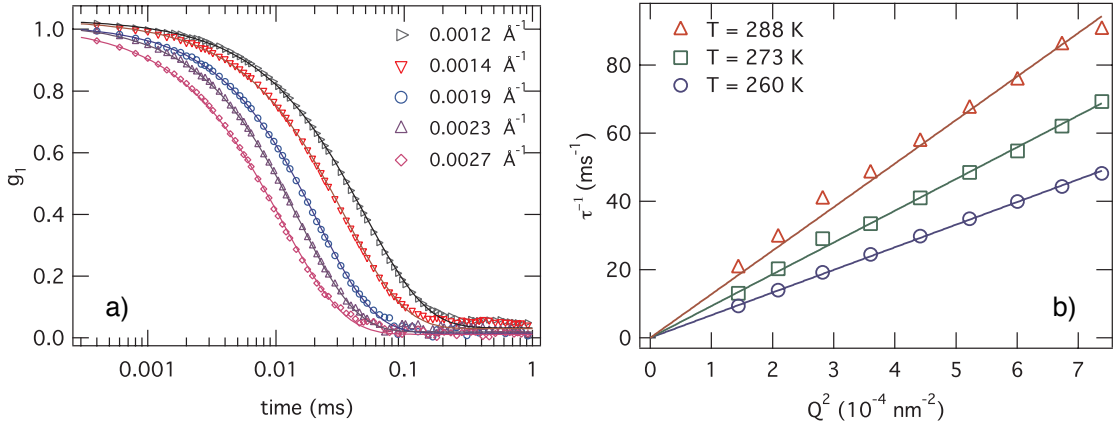 1.0
0.8
0.6
0.4
0.2
0.0
g₁
0.0012 Å⁻¹
0.0014 Å⁻¹
0.0019 Å⁻¹
0.0023 Å⁻¹
0.0027 Å⁻¹
a)
0.001
0.01
0.1
1
time (ms)
80
60
40
20
0
τ⁻¹ (ms⁻¹)
T = 288 K
T = 273 K
T = 260 K
b)
0
1
2
3
4
5
6
7
Q² (10⁻⁴ nm⁻²)